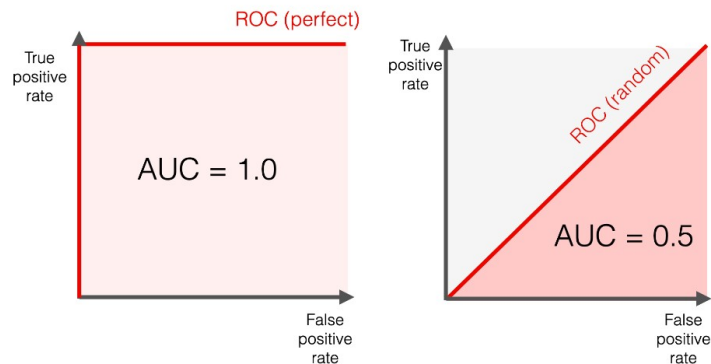 ROC (perfect)
True
positive
rate
AUC = 1.0
False
positive
rate
True
positive
rate
ROC (random)
AUC = 0.5
False
positive
rate